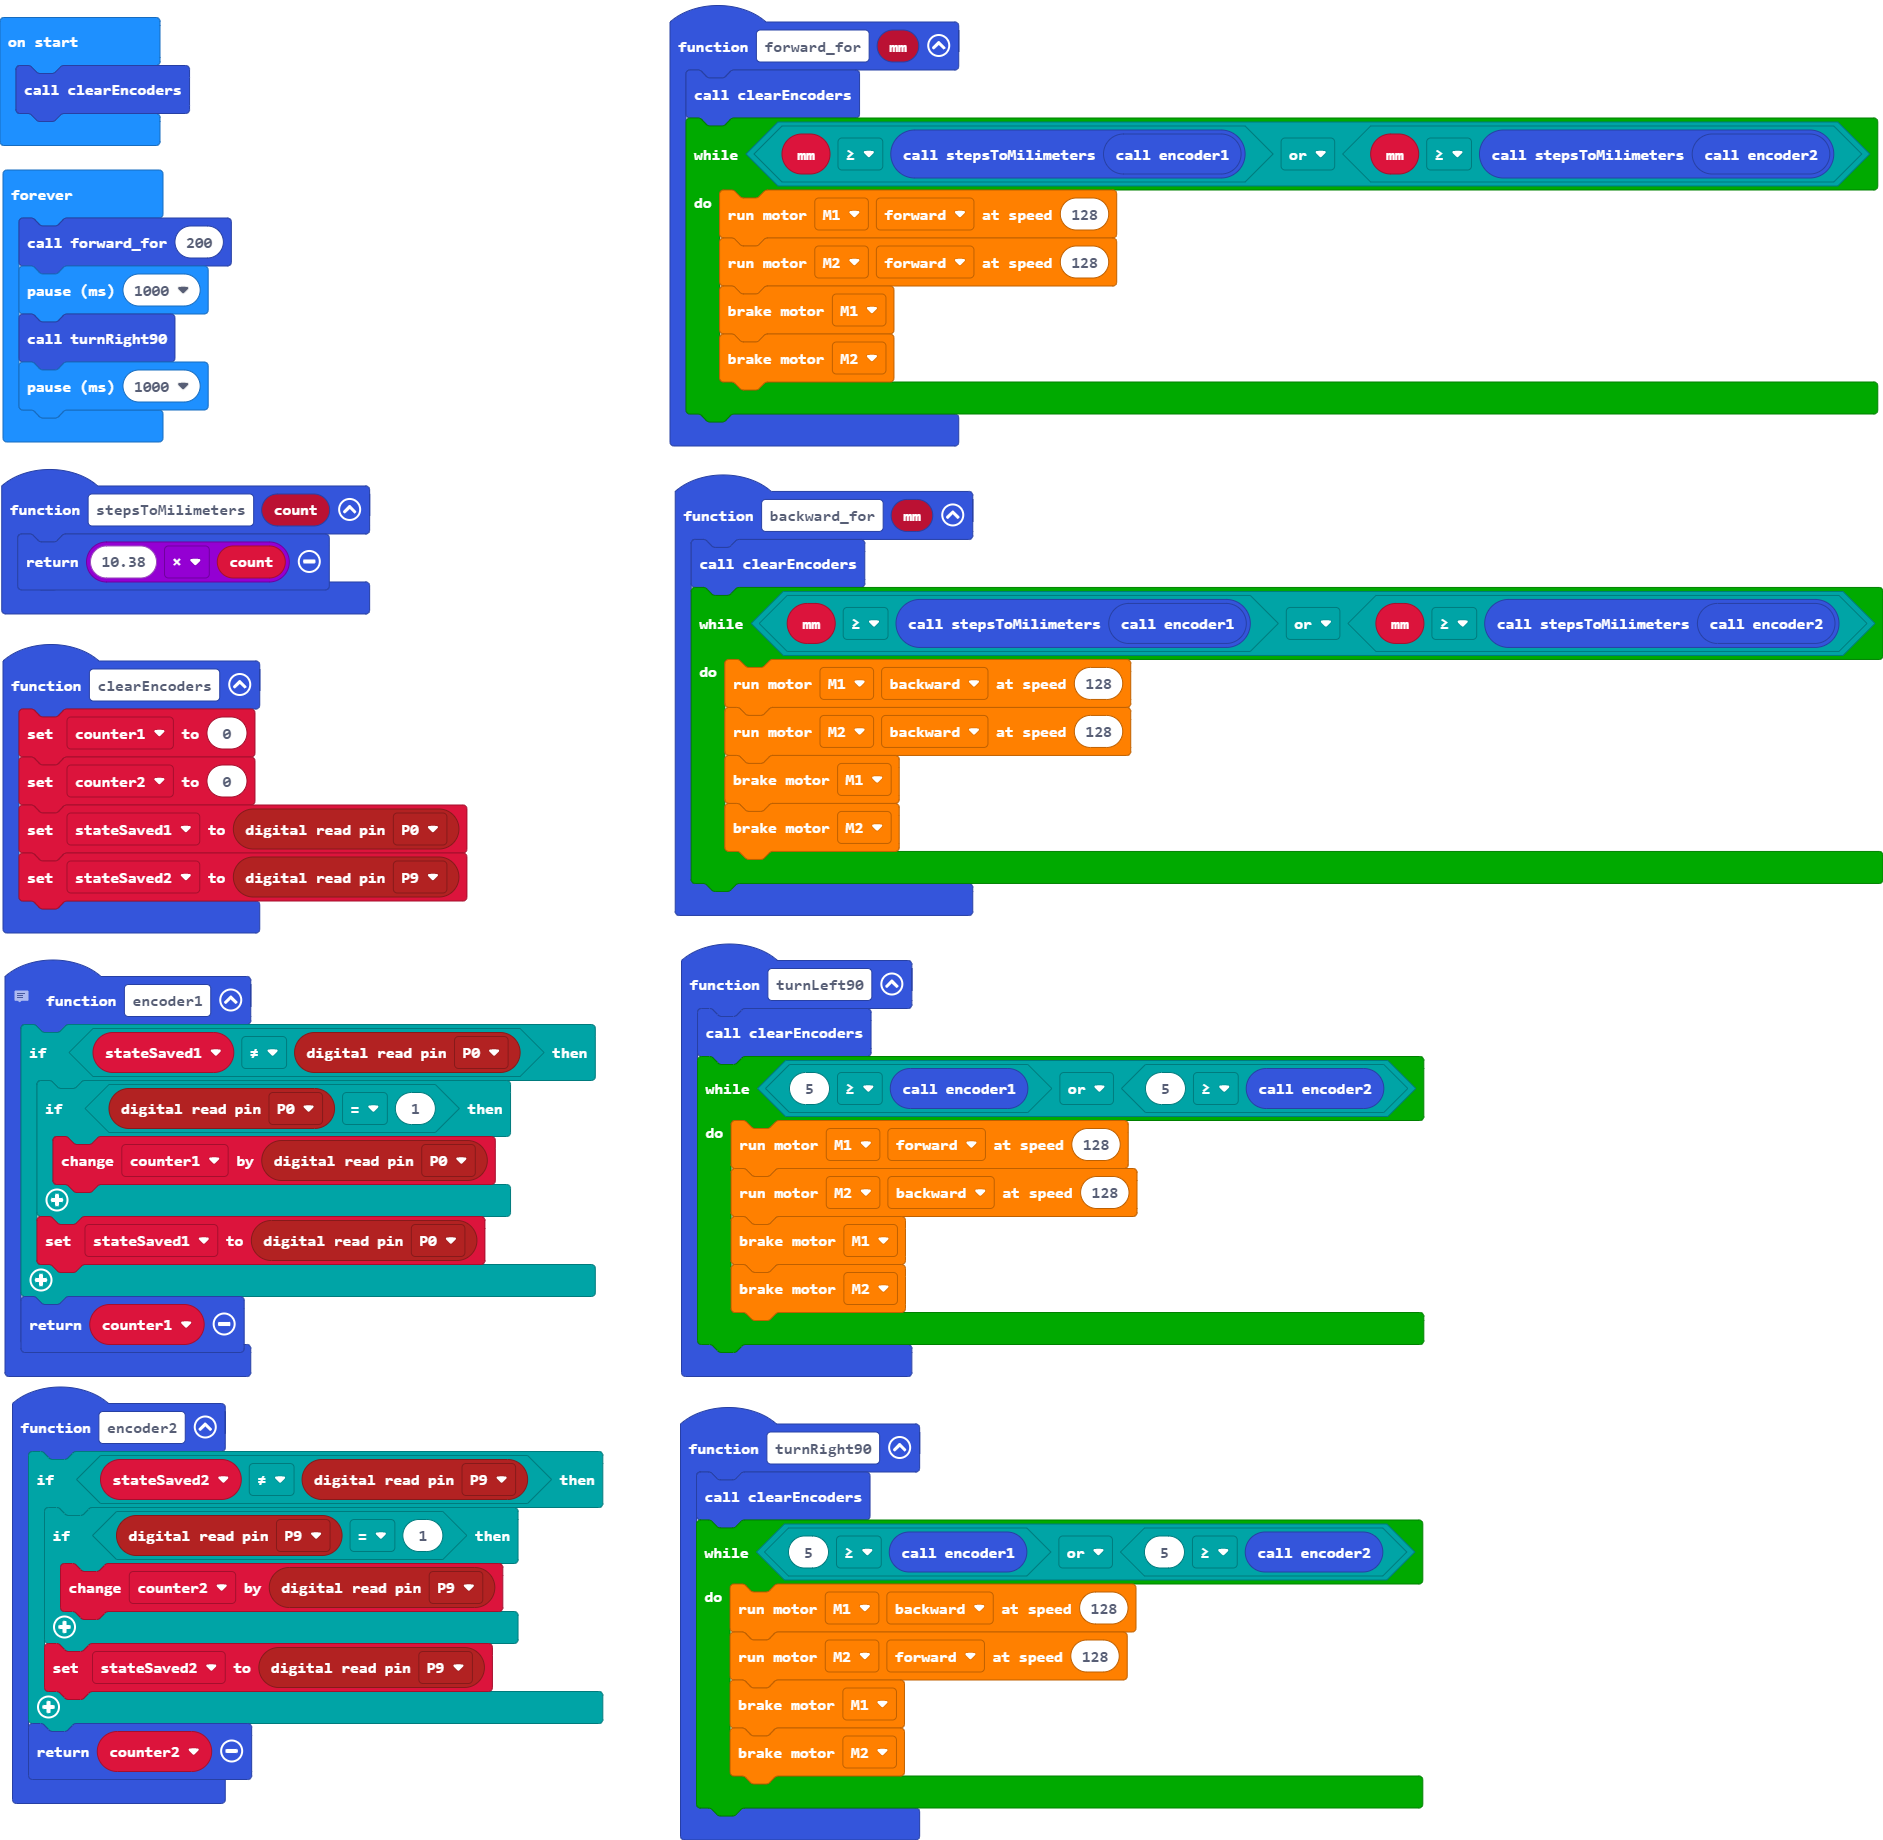 on start
call clearEncoders
forever
call forward_for 200
pause (ms) 1000
call turnRight90
pause (ms) 1000
function stepsToMilimeters count
return 10.38 × count
function clearEncoders
set counter1 to 0
set counter2 to 0
set stateSaved1 to digital read pin P0
set stateSaved2 to digital read pin P9
function encoder1
if stateSaved1 ≠ digital read pin P0 then
if digital read pin P0 = 1 then
change counter1 by digital read pin P0
set stateSaved1 to digital read pin P0
return counter1
function encoder2
if stateSaved2 ≠ digital read pin P9 then
if digital read pin P9 = 1 then
change counter2 by digital read pin P9
set stateSaved2 to digital read pin P9
return counter2
function forward_for mm
call clearEncoders
while mm ≥ call stepsToMilimeters call encoder1 or mm ≥ call stepsToMilimeters call encoder2
do
run motor M1 forward at speed 128
run motor M2 forward at speed 128
brake motor M1
brake motor M2
function backward_for mm
call clearEncoders
while mm ≥ call stepsToMilimeters call encoder1 or mm ≥ call stepsToMilimeters call encoder2
do
run motor M1 backward at speed 128
run motor M2 backward at speed 128
brake motor M1
brake motor M2
function turnLeft90
call clearEncoders
while 5 ≥ call encoder1 or 5 ≥ call encoder2
do
run motor M1 forward at speed 128
run motor M2 backward at speed 128
brake motor M1
brake motor M2
function turnRight90
call clearEncoders
while 5 ≥ call encoder1 or 5 ≥ call encoder2
do
run motor M1 backward at speed 128
run motor M2 forward at speed 128
brake motor M1
brake motor M2